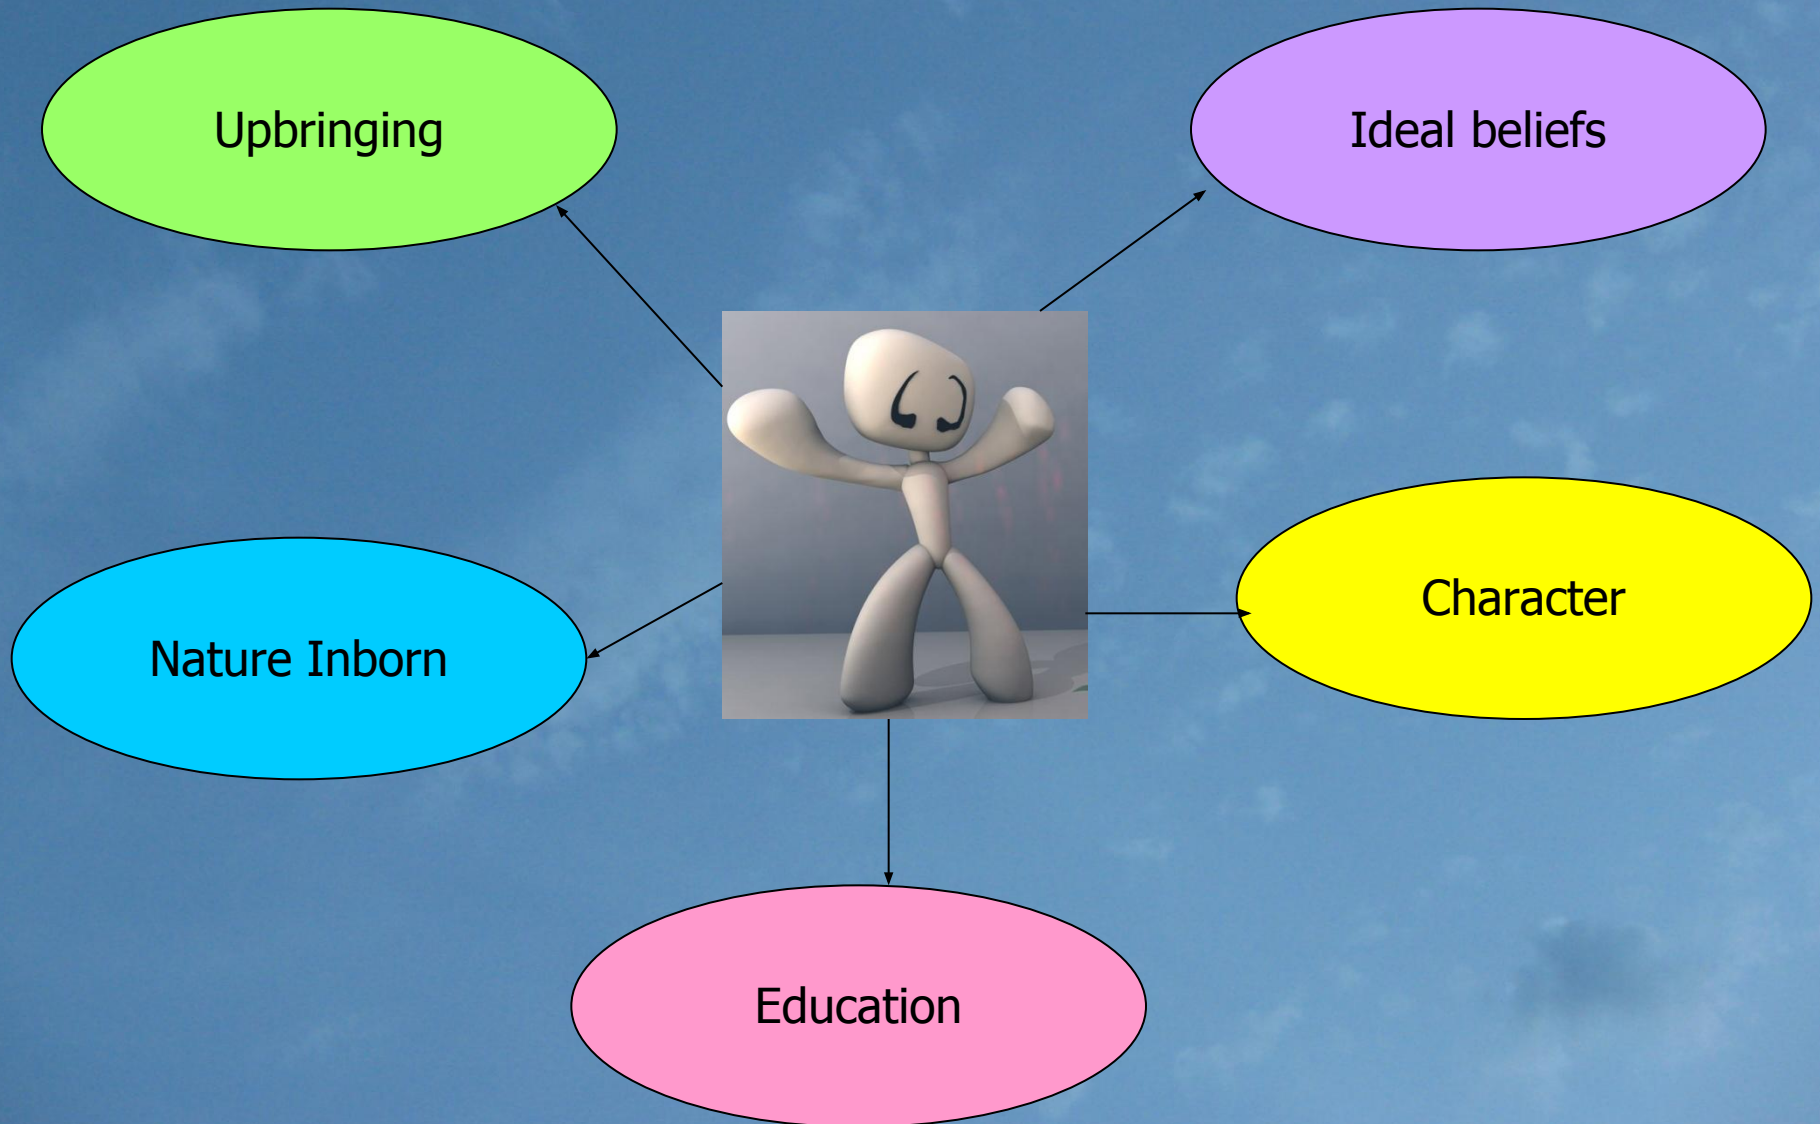 Upbringing
Ideal beliefs
Character
Nature Inborn
Education